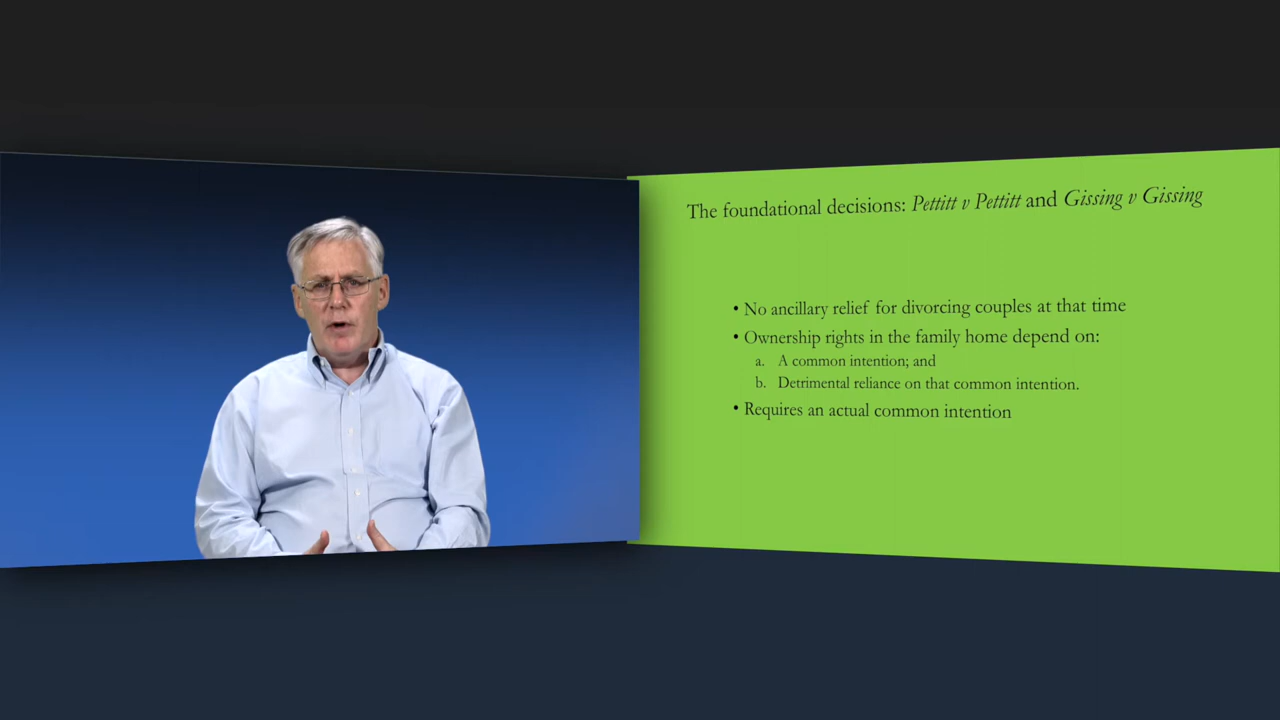 The foundational decisions: Pettitt v Pettitt and Gissing v Gissing
• No ancillary relief for divorcing couples at that time
• Ownership rights in the family home depend on:
a. A common intention; and
b. Detrimental reliance on that common intention.
• Requires an actual common intention